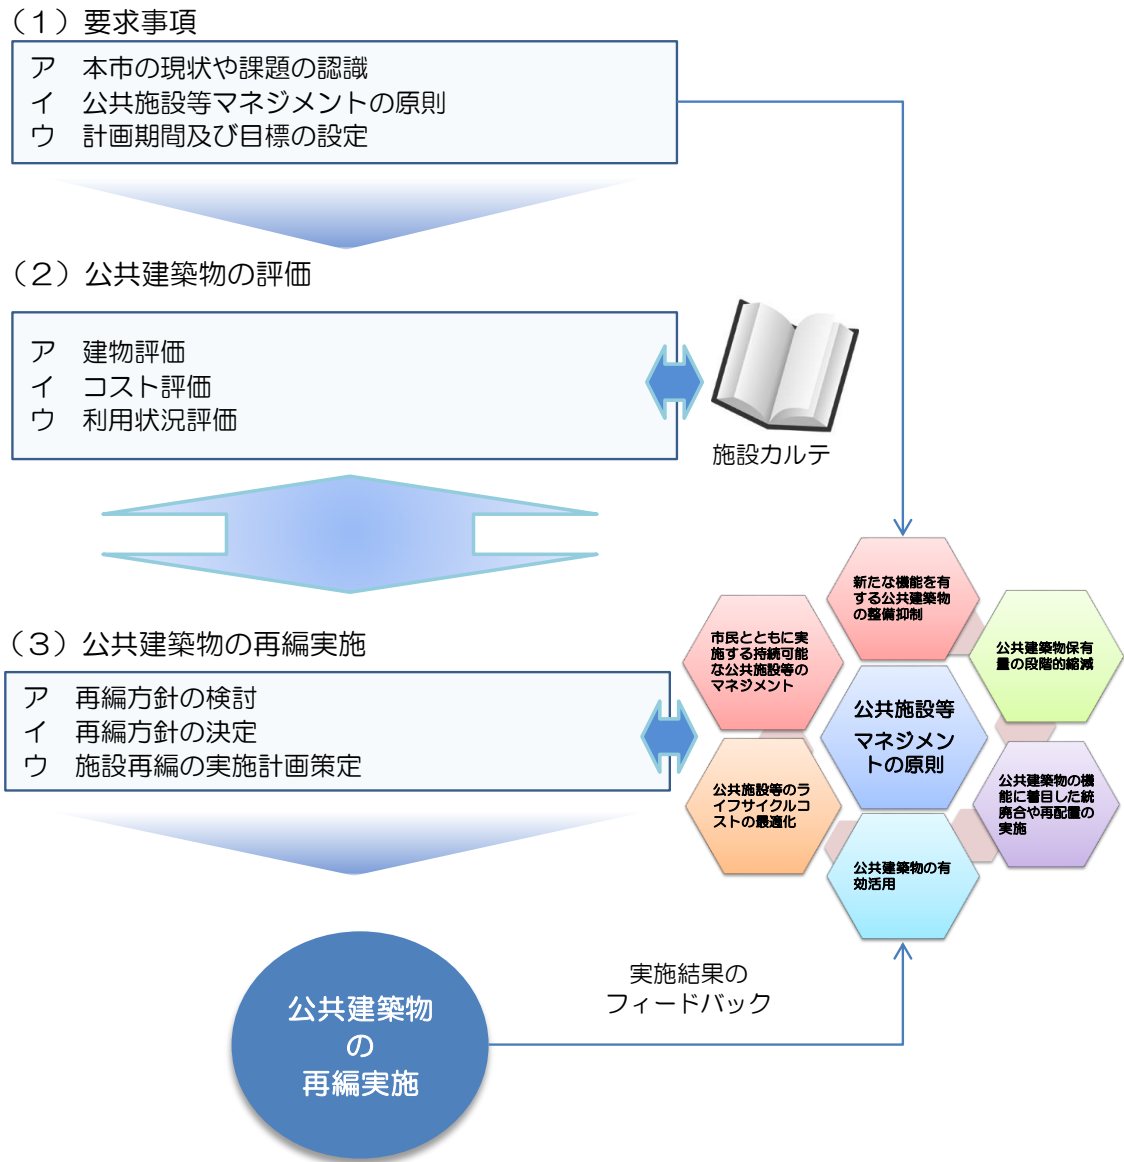 （１）要求事項
ア　本市の現状や課題の認識
イ　公共施設等マネジメントの原則
ウ　計画期間及び目標の設定
（２）公共建築物の評価
ア　建物評価
イ　コスト評価
ウ　利用状況評価
施設カルテ
（３）公共建築物の再編実施
ア　再編方針の検討
イ　再編方針の決定
ウ　施設再編の実施計画策定
新たな機能を有
する公共建築物
の整備抑制
市民とともに実
施する持続可能
な公共施設等の
マネジメント
公共建築物保有
量の段階的縮減
公共施設等
マネジメン
トの原則
公共施設等のラ
イフサイクルコ
ストの最適化
公共建築物の機
能に着目した統
廃合や再配置の
実施
公共建築物の有
効活用
実施結果の
フィードバック
公共建築物
の
再編実施